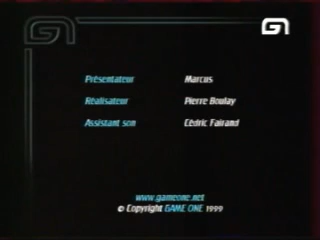 Présentateur Marcus
Réalisateur Pierre Boulay
Assistant son Cédric Fairand
www.gameone.net
© Copyright GAME ONE 1999